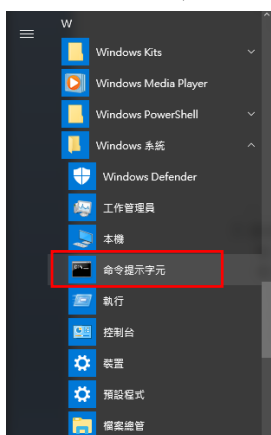 W
Windows Kits
Windows Media Player
Windows PowerShell
Windows 系統
Windows Defender
工作管理員
本機
命令提示字元
執行
控制台
裝置
預設程式
檔案總管